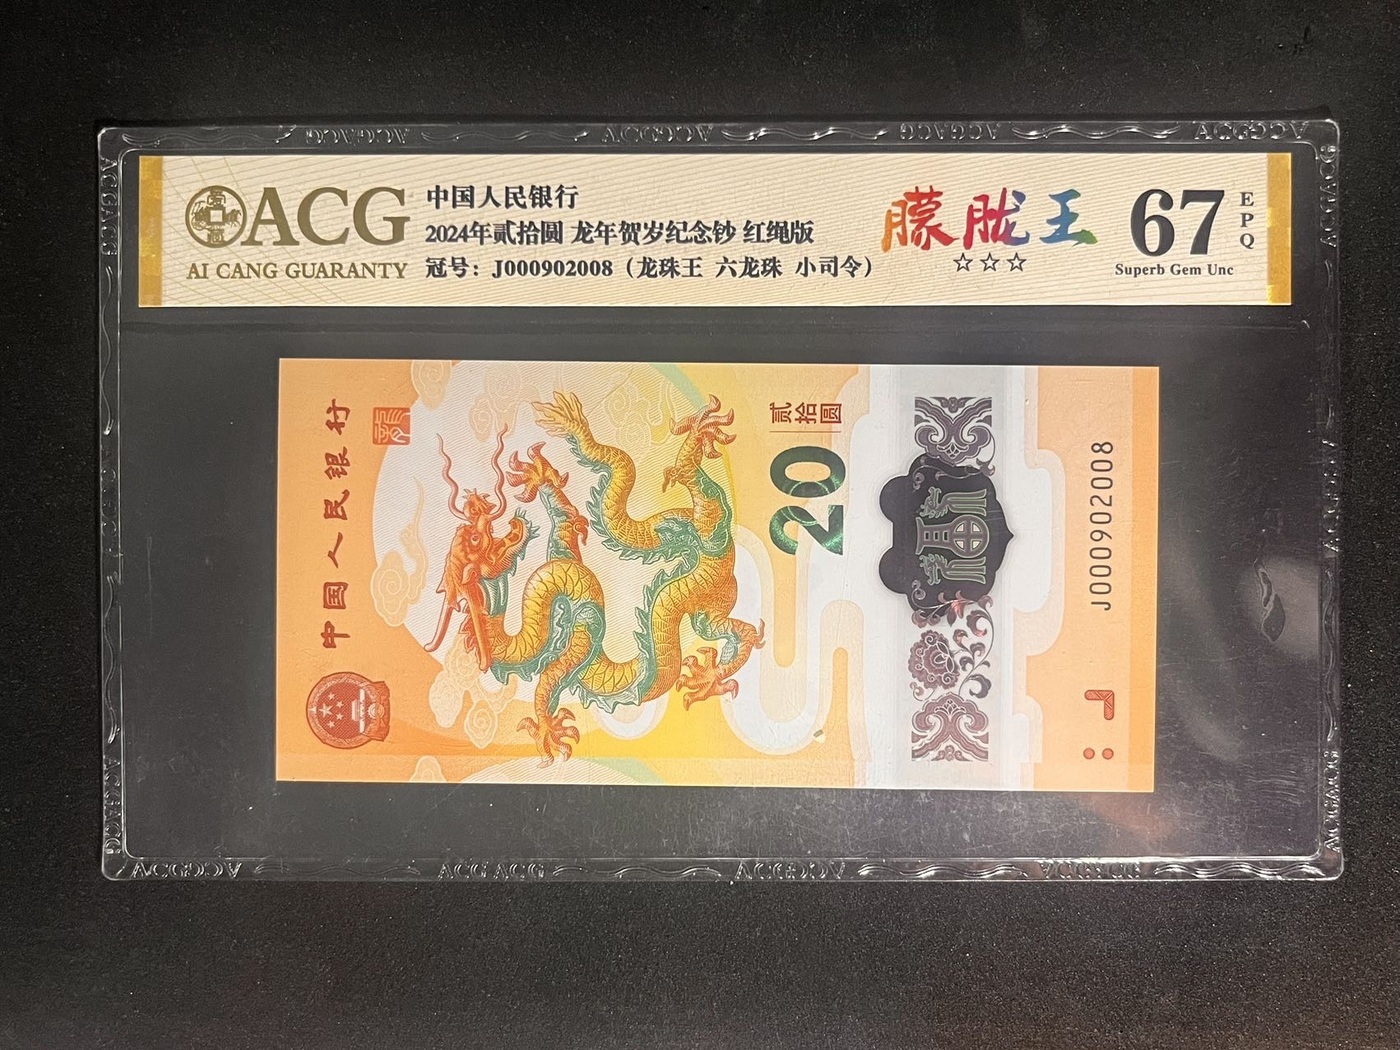 ACG
AI CANG GUARANTY
中国人民银行
2024年贰拾圆 龙年贺岁纪念钞 红绳版
冠号：J000902008（龙珠王 六龙珠 小司令）
朦胧王
☆☆☆
67
EPQ
Superb Gem Unc
中国人民银行
贰拾圆
20
J000902008